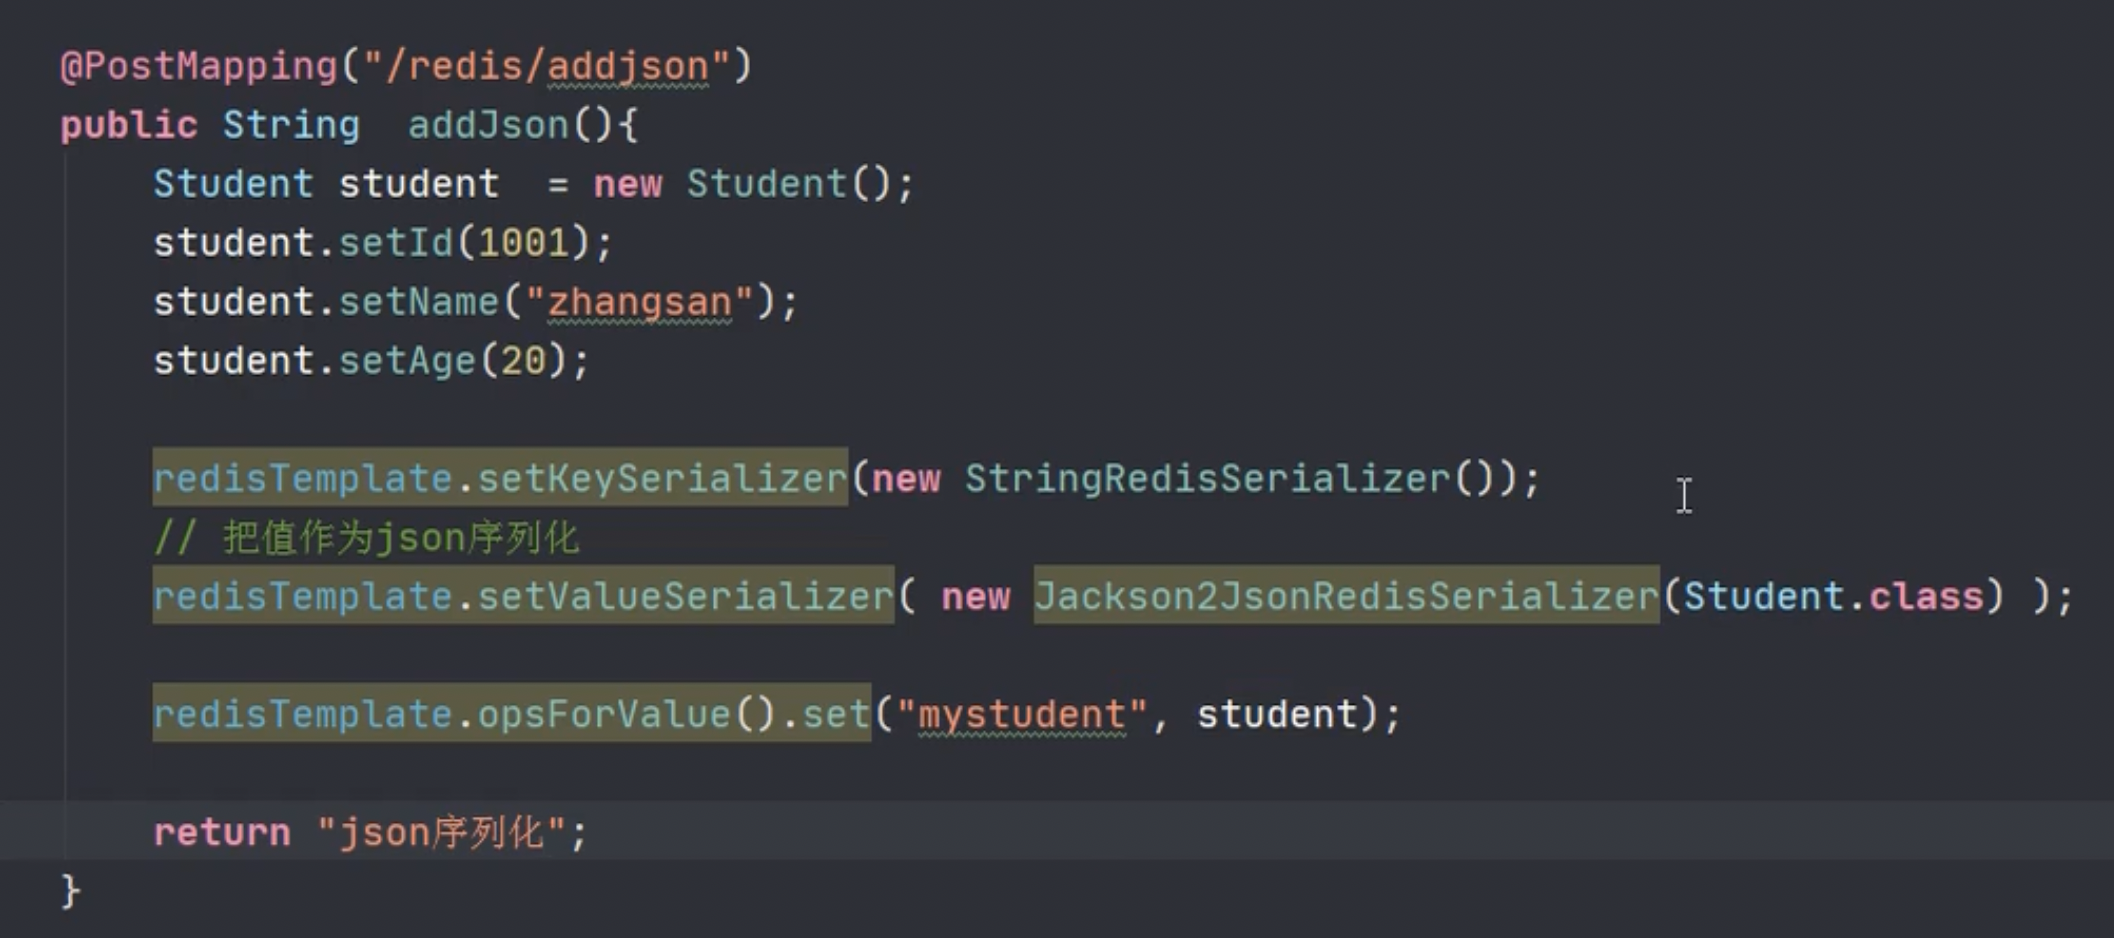 @PostMapping("/redis/addjson")
public String  addJson(){
    Student student  = new Student();
    student.setId(1001);
    student.setName("zhangsan");
    student.setAge(20);
    redisTemplate.setKeySerializer(new StringRedisSerializer());
    // 把值作为json序列化
    redisTemplate.setValueSerializer( new Jackson2JsonRedisSerializer(Student.class) );
    redisTemplate.opsForValue().set("mystudent", student);
    return "json序列化";
}